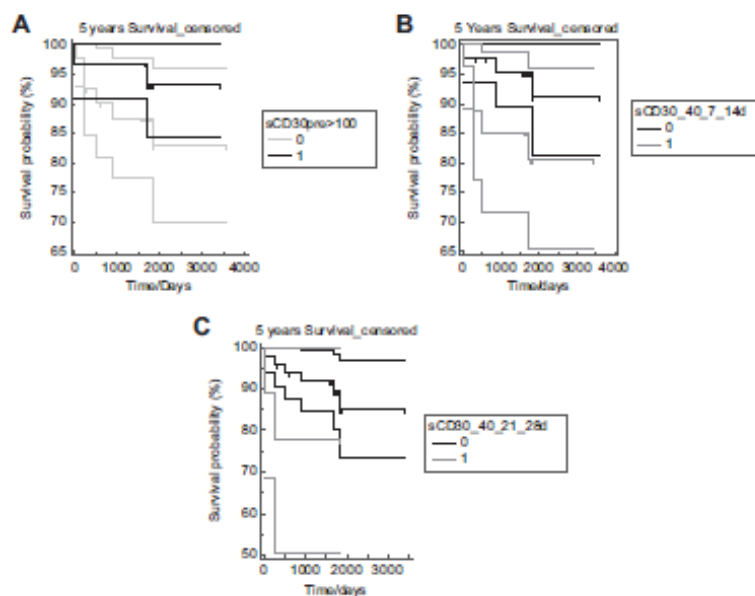 A
5 years Survival_censored
Survival probability (%)
100
95
90
85
80
75
70
65
0 1000 2000 3000 4000
Time/Days
sCD30pre>100
0
1
B
5 Years Survival_censored
Survival probability (%)
100
95
90
85
80
75
70
65
0 1000 2000 3000 4000
Time/days
sCD30_40_7_14d
0
1
C
5 years Survival_censored
Survival probability (%)
100
90
80
70
60
50
0 1000 2000 3000
Time/days
sCD30_40_21_28d
0
1